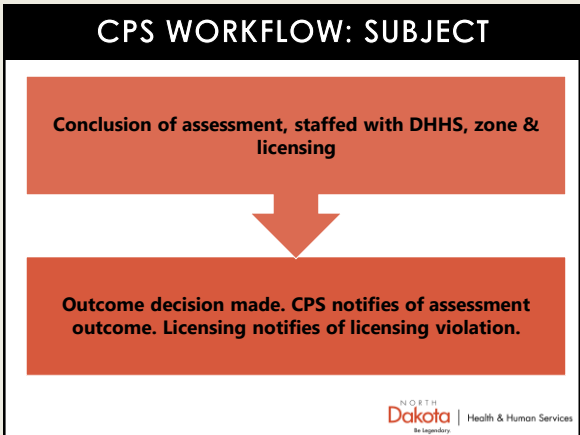 CPS WORKFLOW: SUBJECT
Conclusion of assessment, staffed with DHHS, zone &
licensing
Outcome decision made. CPS notifies of assessment
outcome. Licensing notifies of licensing violation.
NORTH
Dakota | Health & Human Services
Be Legendary